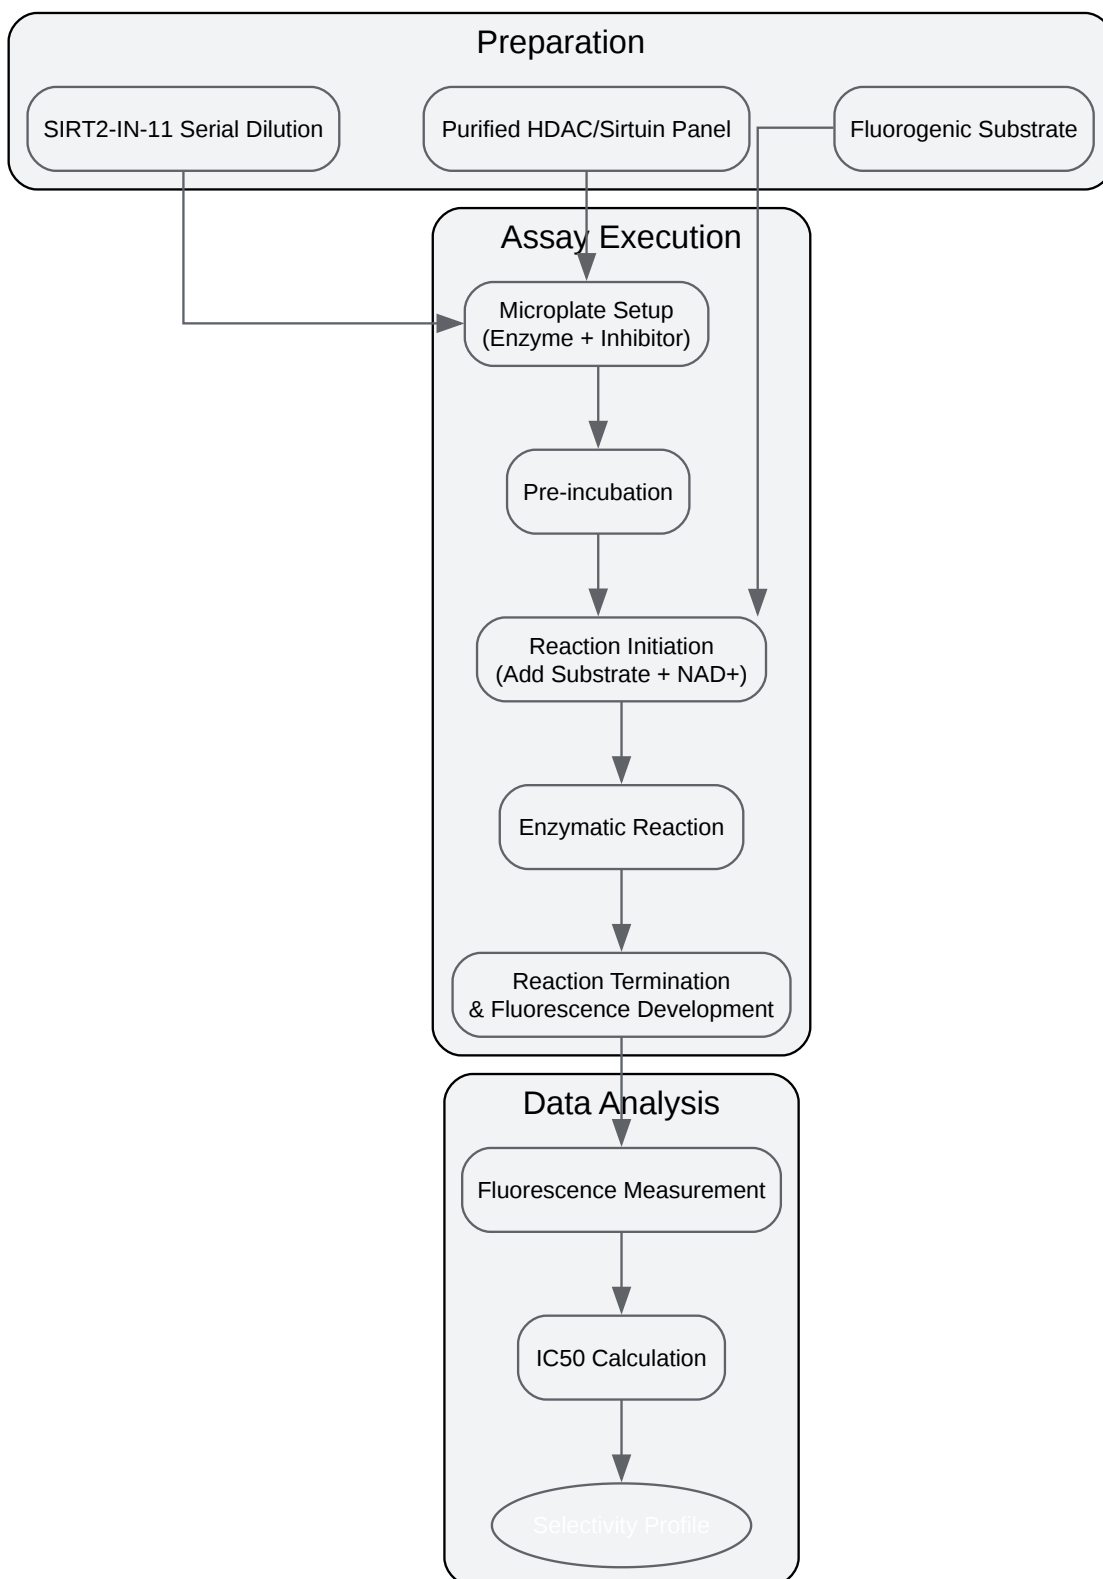 Preparation
SIRT2-IN-11 Serial Dilution
Purified HDAC/Sirtuin Panel
Fluorogenic Substrate
Assay Execution
Microplate Setup
(Enzyme + Inhibitor)
Pre-incubation
Reaction Initiation
(Add Substrate + NAD+)
Enzymatic Reaction
Reaction Termination
& Fluorescence Development
Data Analysis
Fluorescence Measurement
IC50 Calculation
Selectivity Profile